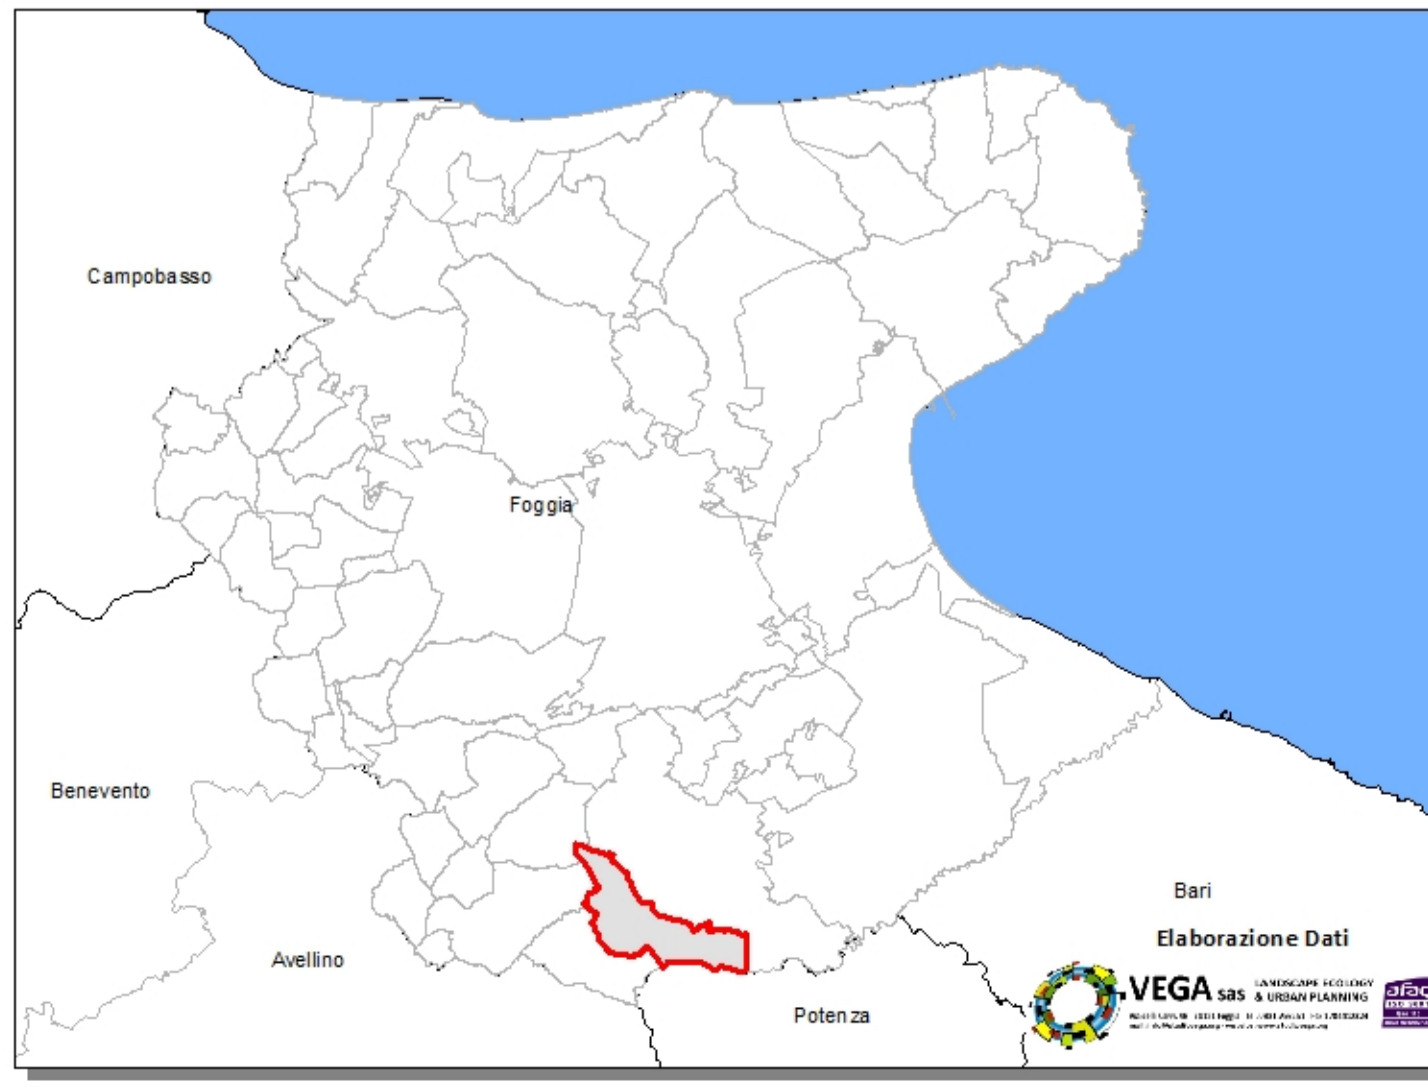 Campobasso
Foggia
Benevento
Bari
Elaborazione Dati
Avellino
VEGA sas
LANDSCAPE ECOLOGY
& URBAN PLANNING
Potenza